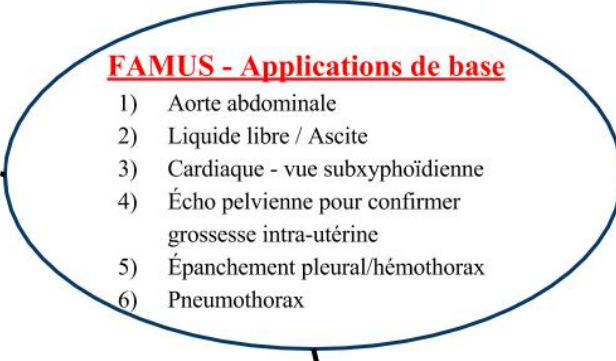 FAMUS - Applications de base
1) Aorte abdominale
2) Liquide libre / Ascite
3) Cardiaque - vue subxyphoïdienne
4) Écho pelvienne pour confirmer
grossesse intra-utérine
5) Épanchement pleural/hémothorax
6) Pneumothorax